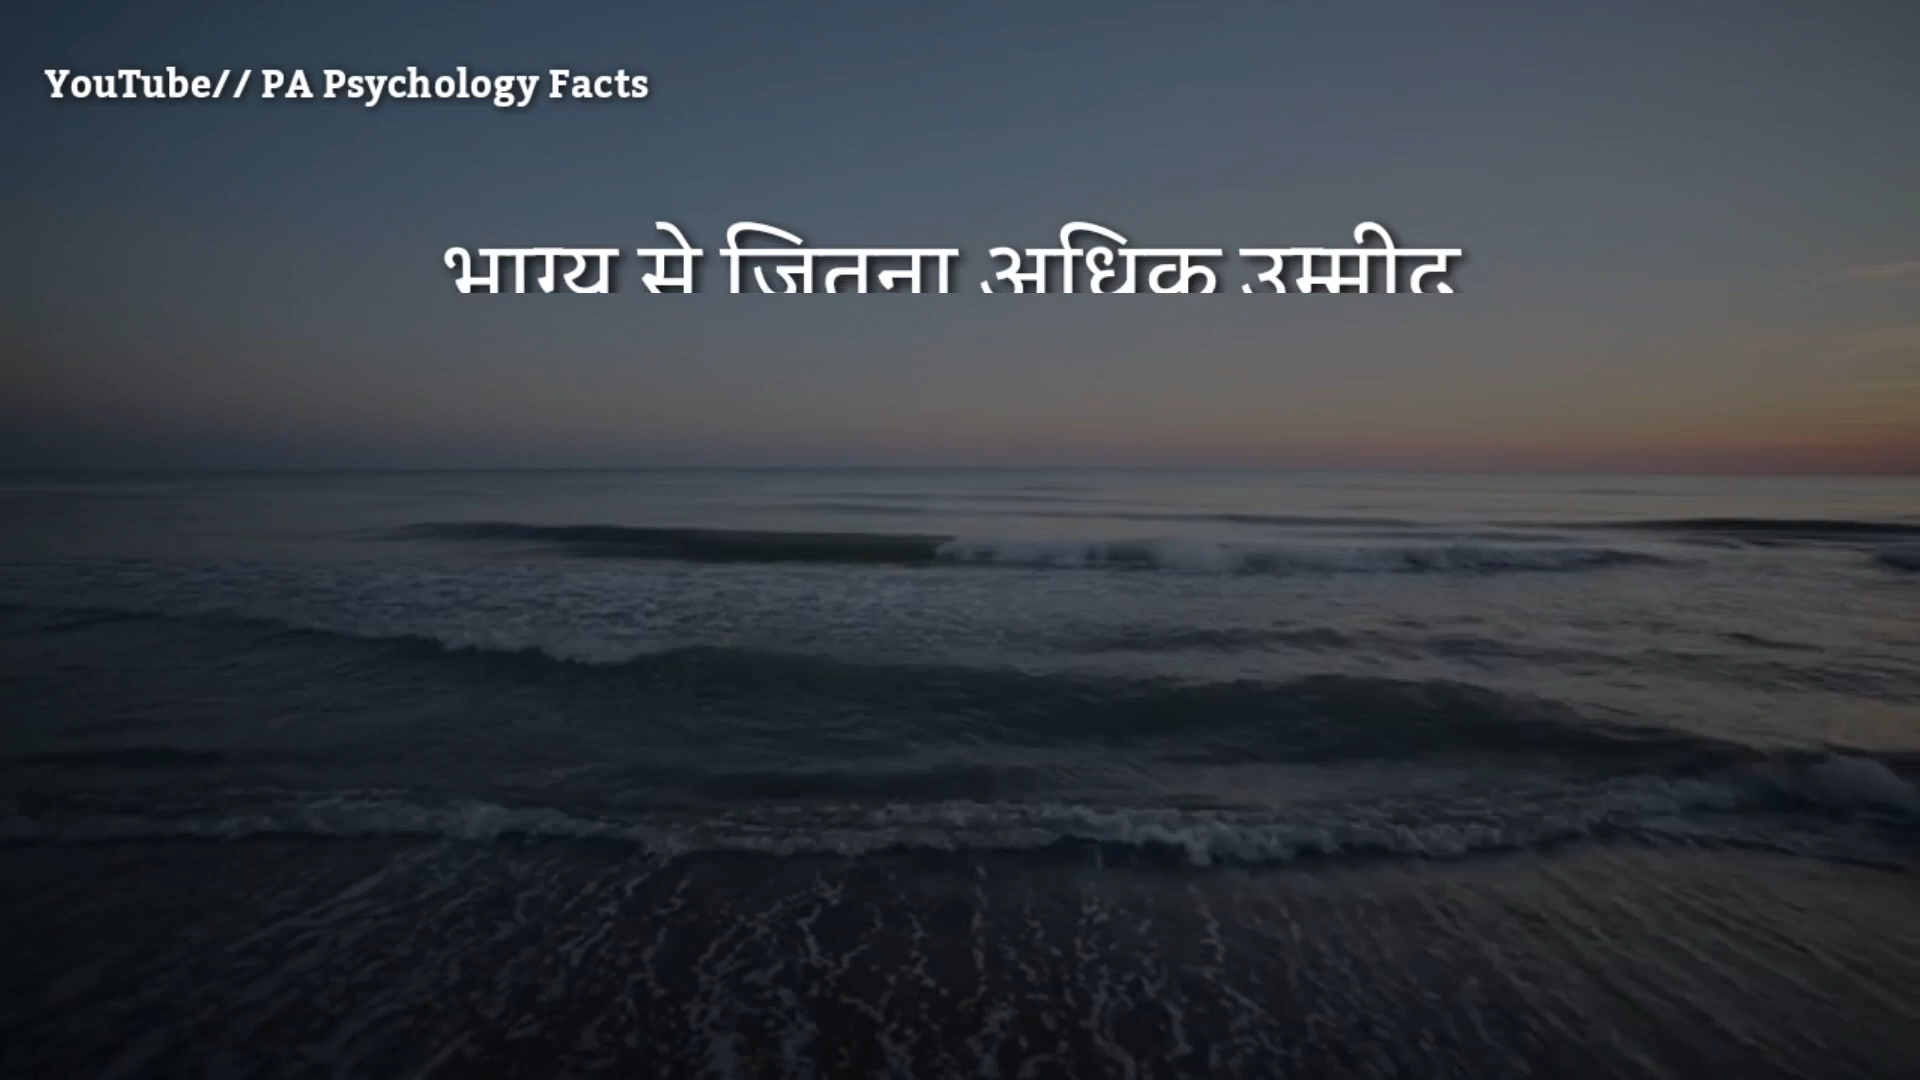 YouTube// PA Psychology Facts
भाग्य से जितना अधिक उम्मीद